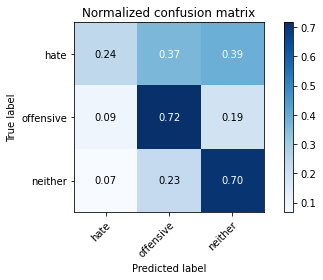 Normalized confusion matrix
True label
hate
offensive
neither
0.24 0.37 0.39
0.09 0.72 0.19
0.07 0.23 0.70
hate
offensive
neither
Predicted label
0.7
0.6
0.5
0.4
0.3
0.2
0.1